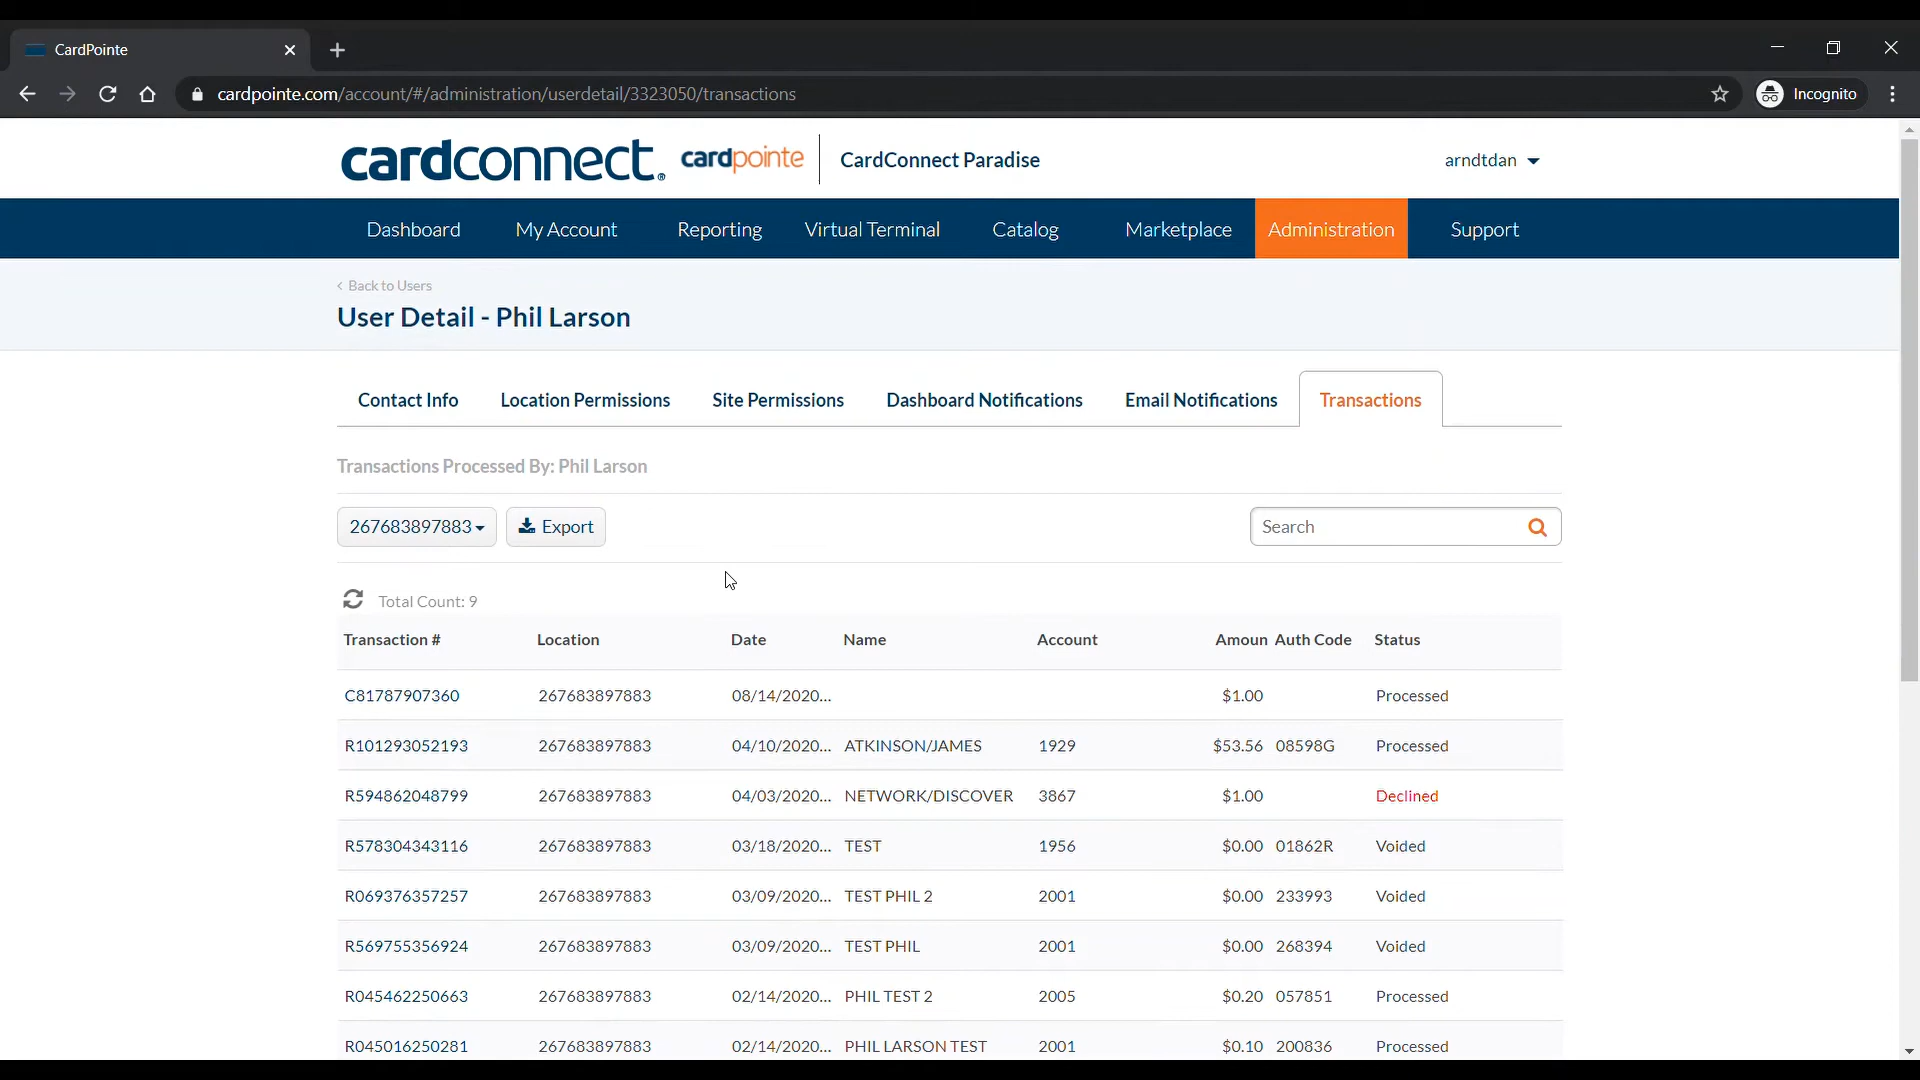 CardPointe
cardpointe.com/account/#/administration/userdetail/3323050/transactions
Incognito
cardconnect® cardpointe CardConnect Paradise arndtdan
Dashboard My Account Reporting Virtual Terminal Catalog Marketplace Administration Support
< Back to Users
User Detail - Phil Larson
Contact Info Location Permissions Site Permissions Dashboard Notifications Email Notifications Transactions
Transactions Processed By: Phil Larson
267683897883 Export Search
Total Count: 9
Transaction # Location Date Name Account Amoun Auth Code Status
C81787907360 267683897883 08/14/2020... $1.00 Processed
R101293052193 267683897883 04/10/2020... ATKINSON/JAMES 1929 $53.56 08598G Processed
R594862048799 267683897883 04/03/2020... NETWORK/DISCOVER 3867 $1.00 Declined
R578304343116 267683897883 03/18/2020... TEST 1956 $0.00 01862R Voided
R069376357257 267683897883 03/09/2020... TEST PHIL 2 2001 $0.00 233993 Voided
R569755356924 267683897883 03/09/2020... TEST PHIL 2001 $0.00 268394 Voided
R045462250663 267683897883 02/14/2020... PHIL TEST 2 2005 $0.20 057851 Processed
R045016250281 267683897883 02/14/2020... PHIL LARSON TEST 2001 $0.10 200836 Processed